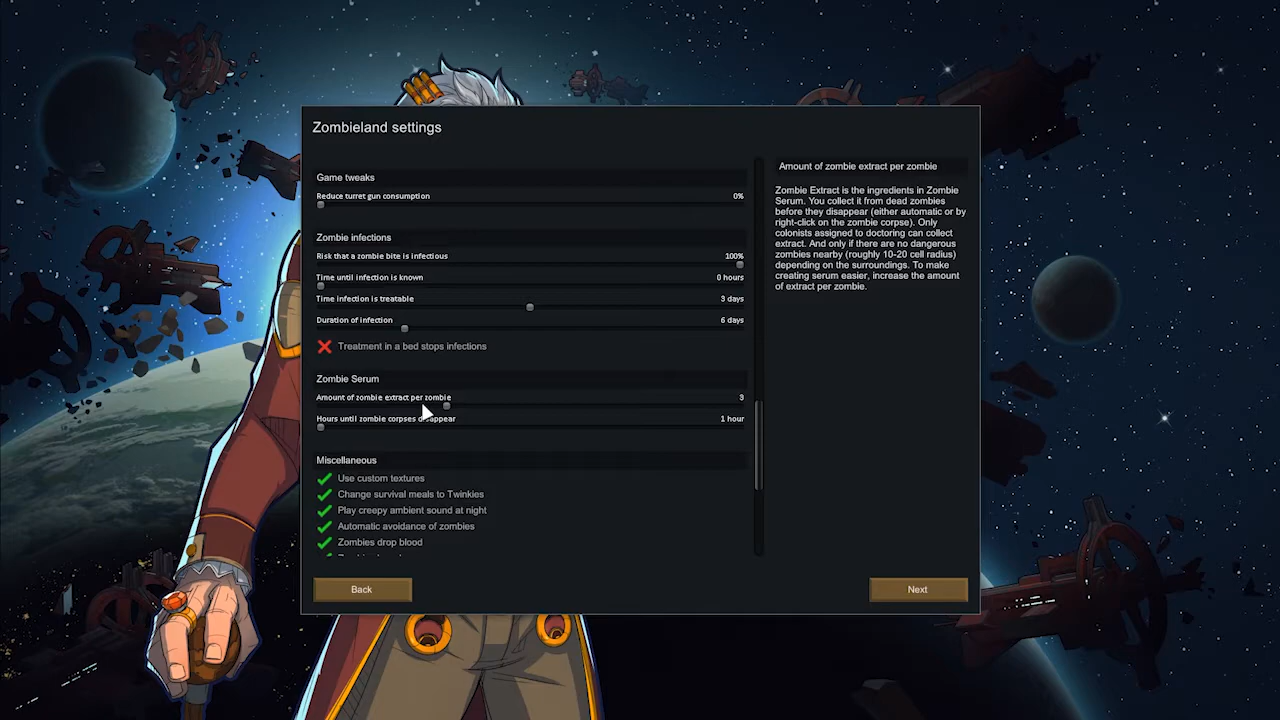 Zombieland settings
Game tweaks
Reduce turret gun consumption 0%
Zombie infections
Risk that a zombie bite is infectious 100%
Time until infection is known 0 hours
Time infection is treatable 3 days
Duration of infection 6 days
Treatment in a bed stops infections
Zombie Serum
Amount of zombie extract per zombie 3
Hours until zombie corpses disappear 1 hour
Miscellaneous
Use custom textures
Change survival meals to Twinkies
Play creepy ambient sound at night
Automatic avoidance of zombies
Zombies drop blood
Back
Next
Amount of zombie extract per zombie
Zombie Extract is the ingredients in Zombie
Serum. You collect it from dead zombies
before they disappear (either automatic or by
right-click on the zombie corpse). Only
colonists assigned to doctoring can collect
extract. And only if there are no dangerous
zombies nearby (roughly 10-20 cell radius)
depending on the surroundings. To make
creating serum easier, increase the amount
of extract per zombie.